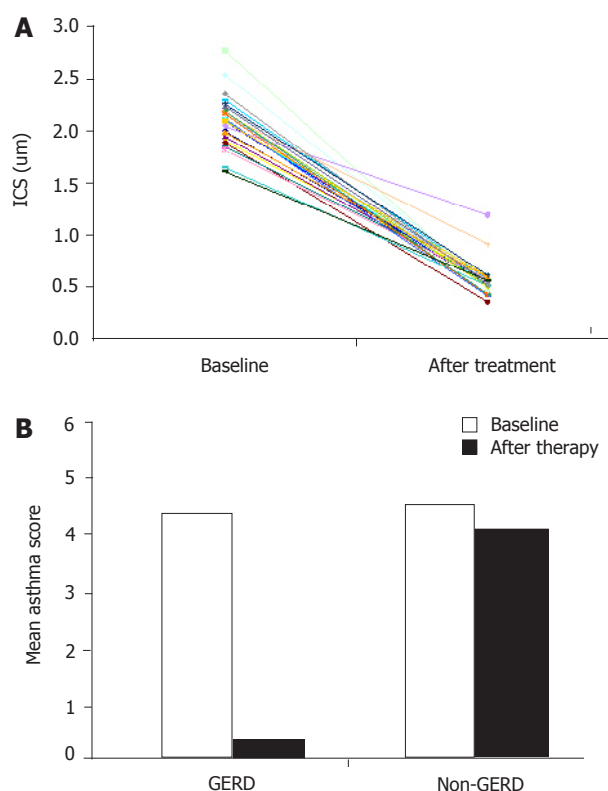 A
ICS (um)
3.0
2.5
2.0
1.5
1.0
0.5
0.0
Baseline
After treatment
B
Mean asthma score
6
5
4
3
2
1
0
Baseline
After therapy
GERD
Non-GERD